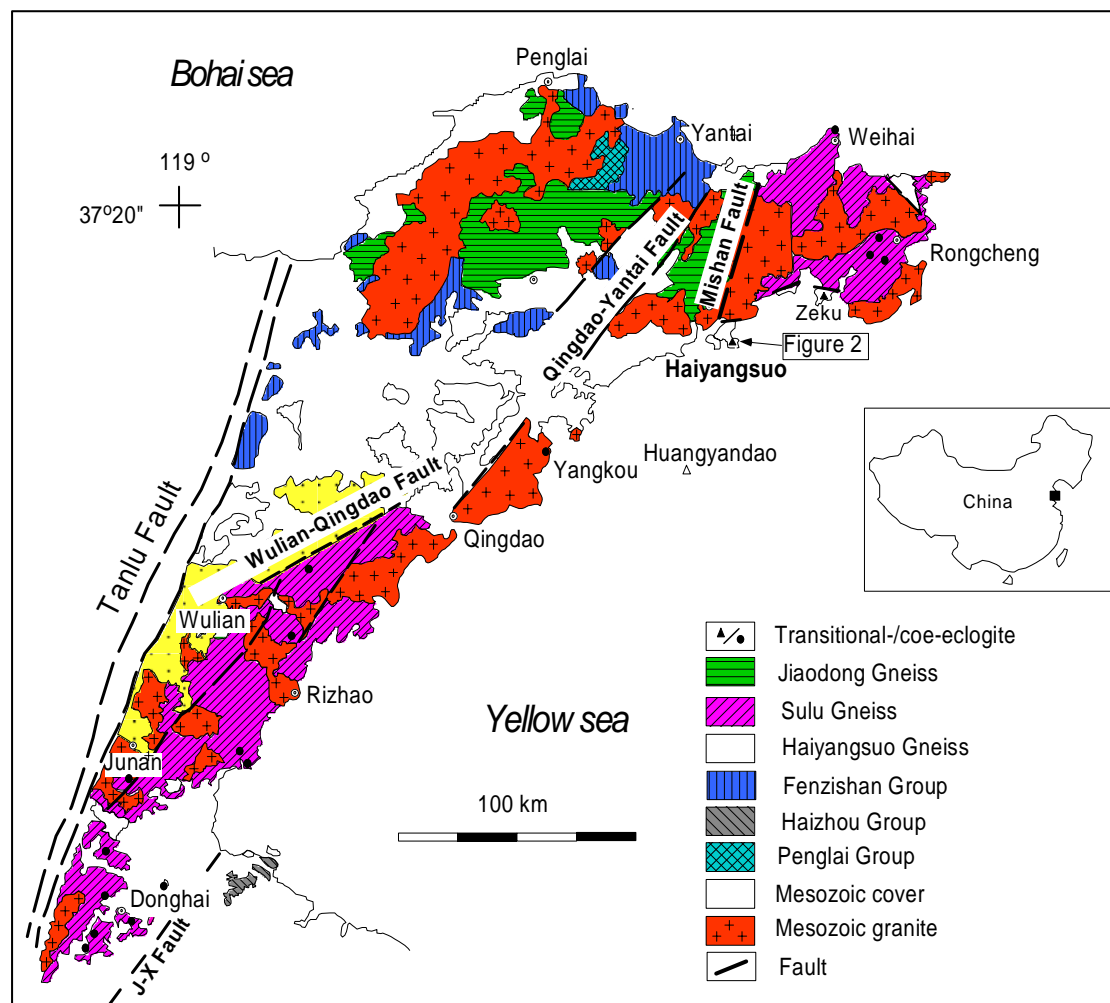 Penglai
Bohai sea
Yantai
Weihai
119 º
37º20"
Qingdao-Yantai Fault
Mishan Fault
Rongcheng
Zeku
Figure 2
Haiyangsuo
Tanlu Fault
Wulian-Qingdao Fault
Yangkou
Huangyandao
China
Qingdao
Wulian
Rizhao
Yellow sea
Junan
100 km
Donghai
J-X Fault
Transitional-/coe-eclogite
Jiaodong Gneiss
Sulu Gneiss
Haiyangsuo Gneiss
Fenzishan Group
Haizhou Group
Penglai Group
Mesozoic cover
Mesozoic granite
Fault